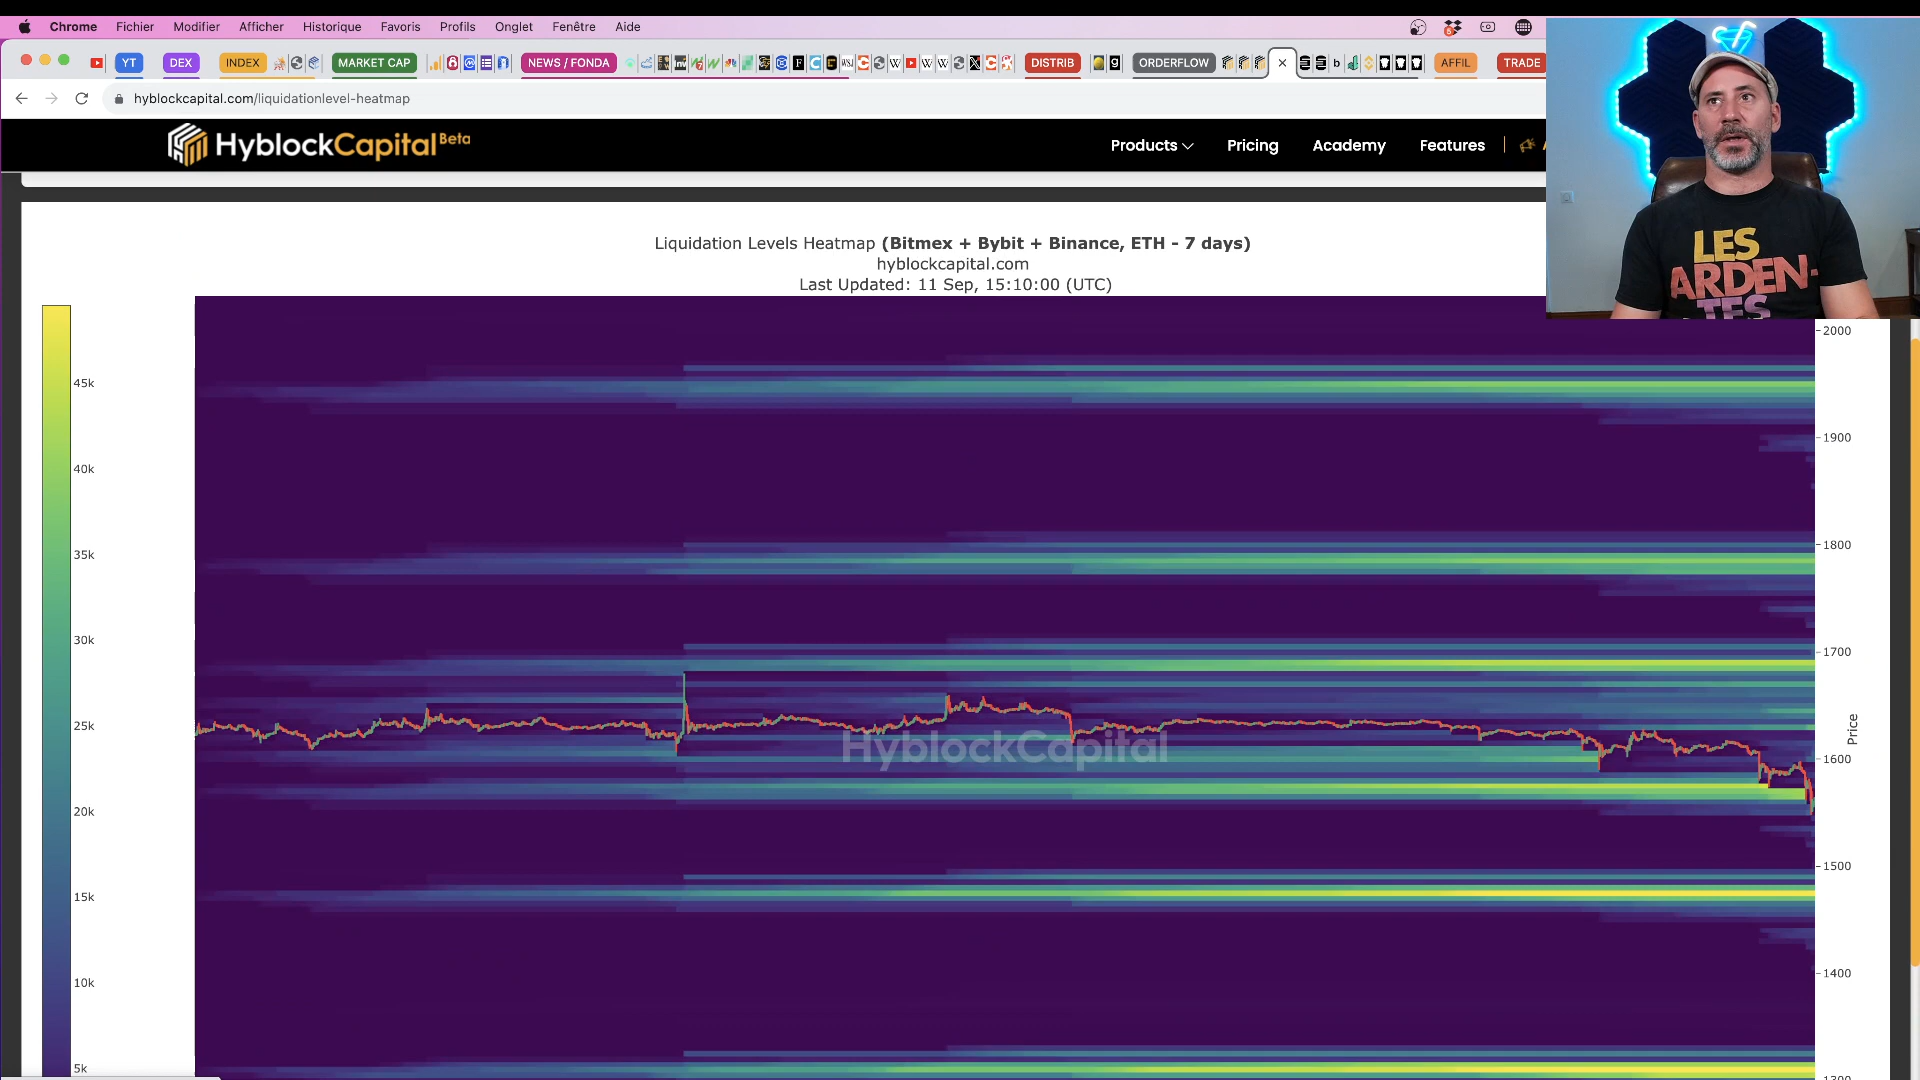 Chrome Fichier Modifier Afficher Historique Favoris Profils Onglet Fenêtre Aide
YT DEX INDEX MARKET CAP NEWS / FONDA DISTRIB ORDERFLOW AFFIL TRADE
hyblockcapital.com/liquidationlevel-heatmap
HyblockCapital Beta
Products Pricing Academy Features
LES
ARDEN-
TES
Liquidation Levels Heatmap (Bitmex + Bybit + Binance, ETH - 7 days)
hyblockcapital.com
Last Updated: 11 Sep, 15:10:00 (UTC)
45k
40k
35k
30k
25k
20k
15k
10k
5k
HyblockCapital
2000
1900
1800
1700
1600
1500
1400
1300
Price